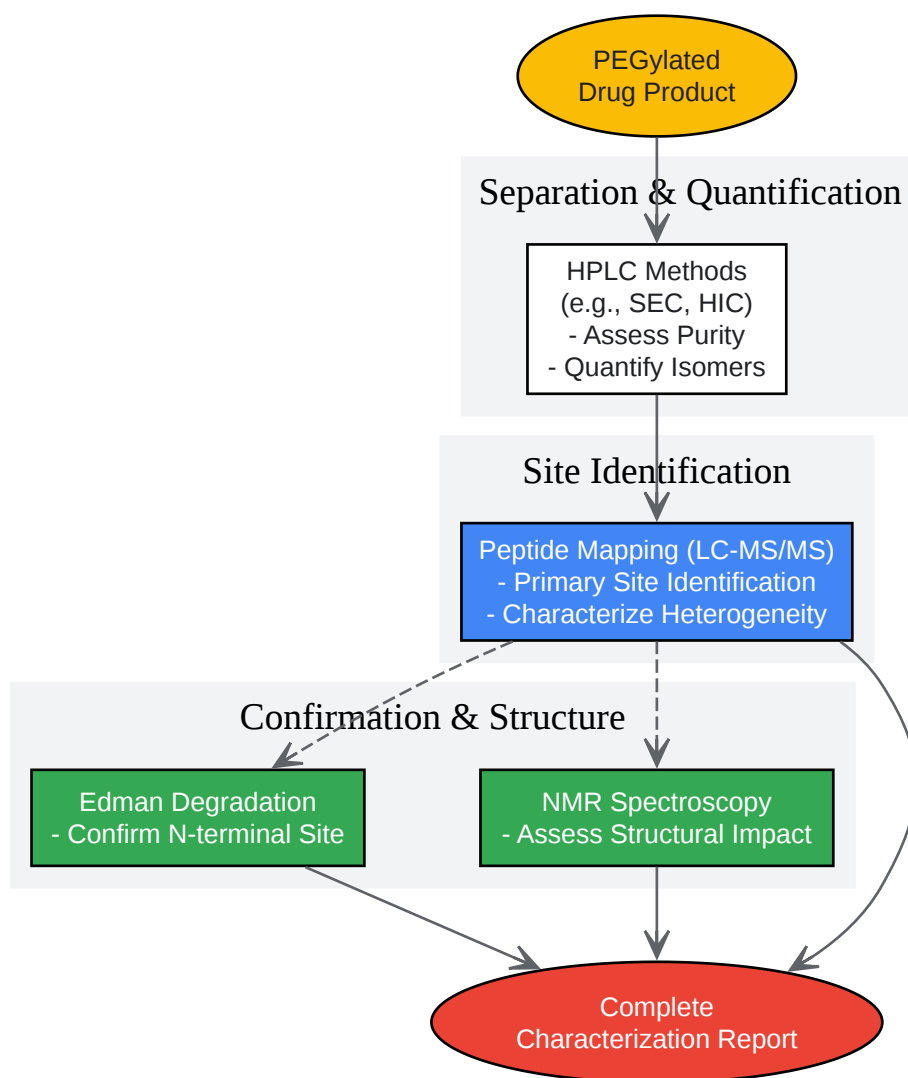 PEGylated
Drug Product
Separation & Quantification
HPLC Methods
(e.g., SEC, HIC)
- Assess Purity
- Quantify Isomers
Site Identification
Peptide Mapping (LC-MS/MS)
- Primary Site Identification
- Characterize Heterogeneity
Confirmation & Structure
Edman Degradation
- Confirm N-terminal Site
NMR Spectroscopy
- Assess Structural Impact
Complete
Characterization Report